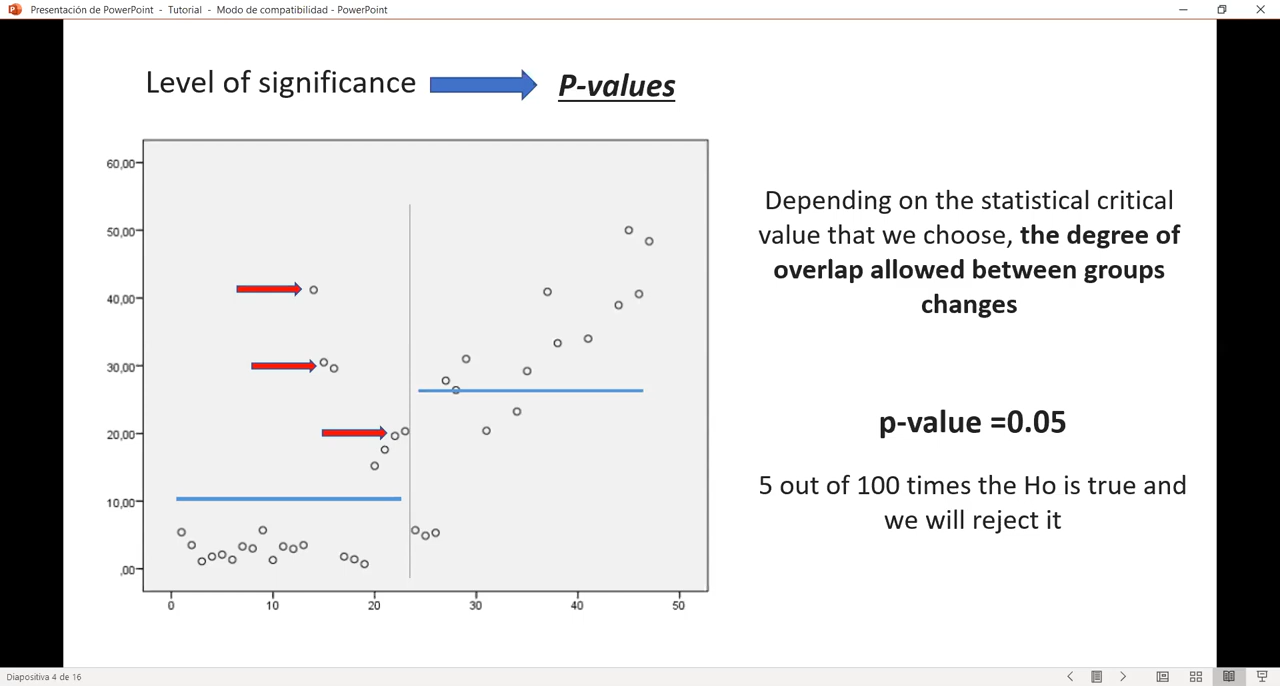 Presentación de PowerPoint - Tutorial - Modo de compatibilidad - PowerPoint
Level of significance P-values
60,00
50,00
40,00
30,00
20,00
10,00
,00
0 10 20 30 40 50
Depending on the statistical critical
value that we choose, the degree of
overlap allowed between groups
changes
p-value =0.05
5 out of 100 times the Ho is true and
we will reject it
Diapositiva 4 de 16